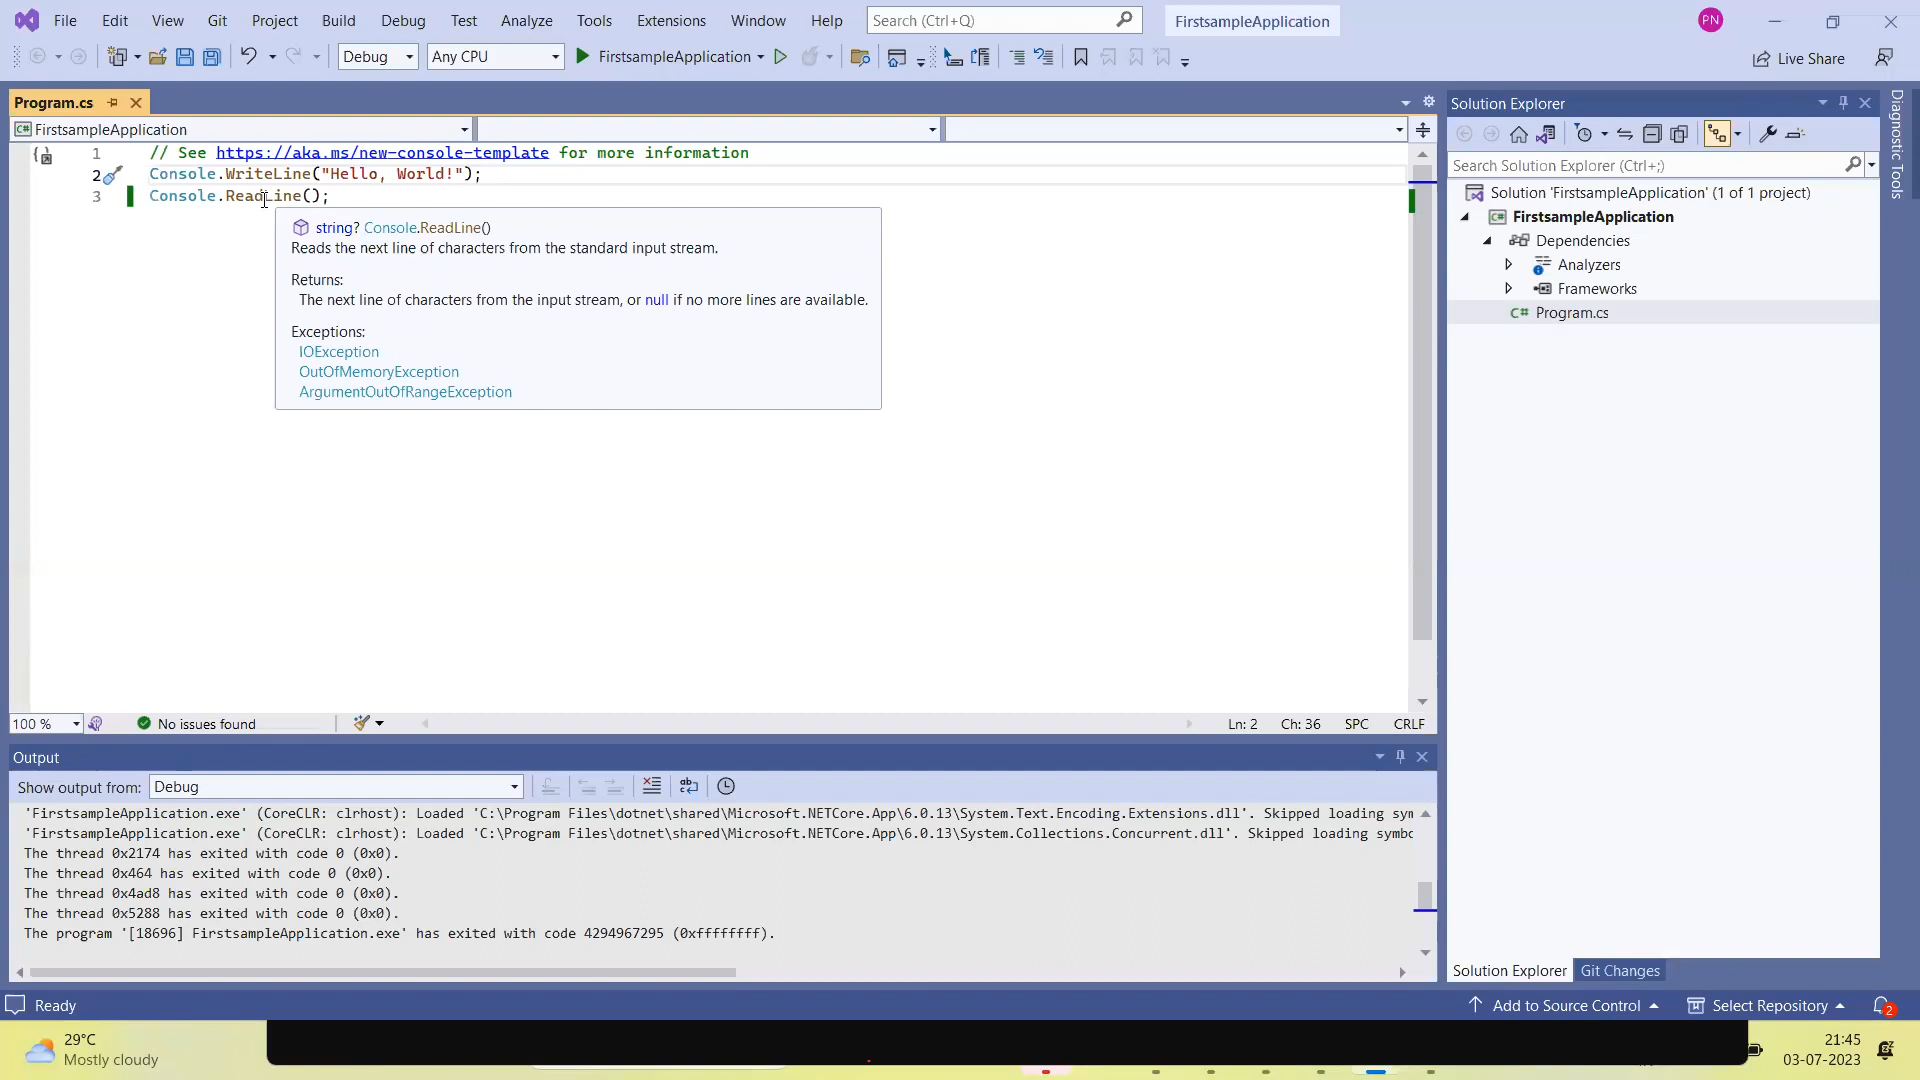 File Edit View Git Project Build Debug Test Analyze Tools Extensions Window Help Search (Ctrl+Q) FirstsampleApplication PN
Debug Any CPU FirstsampleApplication Live Share
Program.cs
FirstsampleApplication
1 // See https://aka.ms/new-console-template for more information
2 Console.WriteLine("Hello, World!");
3 Console.ReadLine();
string? Console.ReadLine()
Reads the next line of characters from the standard input stream.
Returns:
The next line of characters from the input stream, or null if no more lines are available.
Exceptions:
IOException
OutOfMemoryException
ArgumentOutOfRangeException
100 % No issues found Ln: 2 Ch: 36 SPC CRLF
Output
Show output from: Debug
'FirstsampleApplication.exe' (CoreCLR: clrhost): Loaded 'C:\Program Files\dotnet\shared\Microsoft.NETCore.App\6.0.13\System.Text.Encoding.Extensions.dll'. Skipped loading sym
'FirstsampleApplication.exe' (CoreCLR: clrhost): Loaded 'C:\Program Files\dotnet\shared\Microsoft.NETCore.App\6.0.13\System.Collections.Concurrent.dll'. Skipped loading symbo
The thread 0x2174 has exited with code 0 (0x0).
The thread 0x464 has exited with code 0 (0x0).
The thread 0x4ad8 has exited with code 0 (0x0).
The thread 0x5288 has exited with code 0 (0x0).
The program '[18696] FirstsampleApplication.exe' has exited with code 4294967295 (0xffffffff).
Solution Explorer
Search Solution Explorer (Ctrl+;)
Solution 'FirstsampleApplication' (1 of 1 project)
FirstsampleApplication
Dependencies
Analyzers
Frameworks
C# Program.cs
Solution Explorer Git Changes
Diagnostic Tools
Ready Add to Source Control Select Repository 2
29°C
Mostly cloudy
21:45
03-07-2023